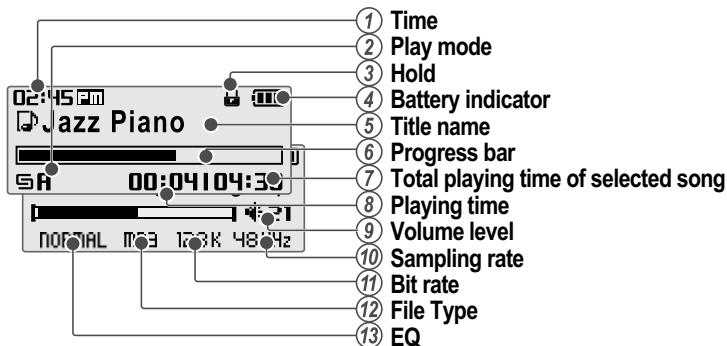 1 Time
2 Play mode
3 Hold
4 Battery indicator
5 Title name
6 Progress bar
7 Total playing time of selected song
8 Playing time
9 Volume level
10 Sampling rate
11 Bit rate
12 File Type
13 EQ
02:45 PM
Jazz Piano
A 00:04 04:30
21
NORMAL MP3 128K 48KHz